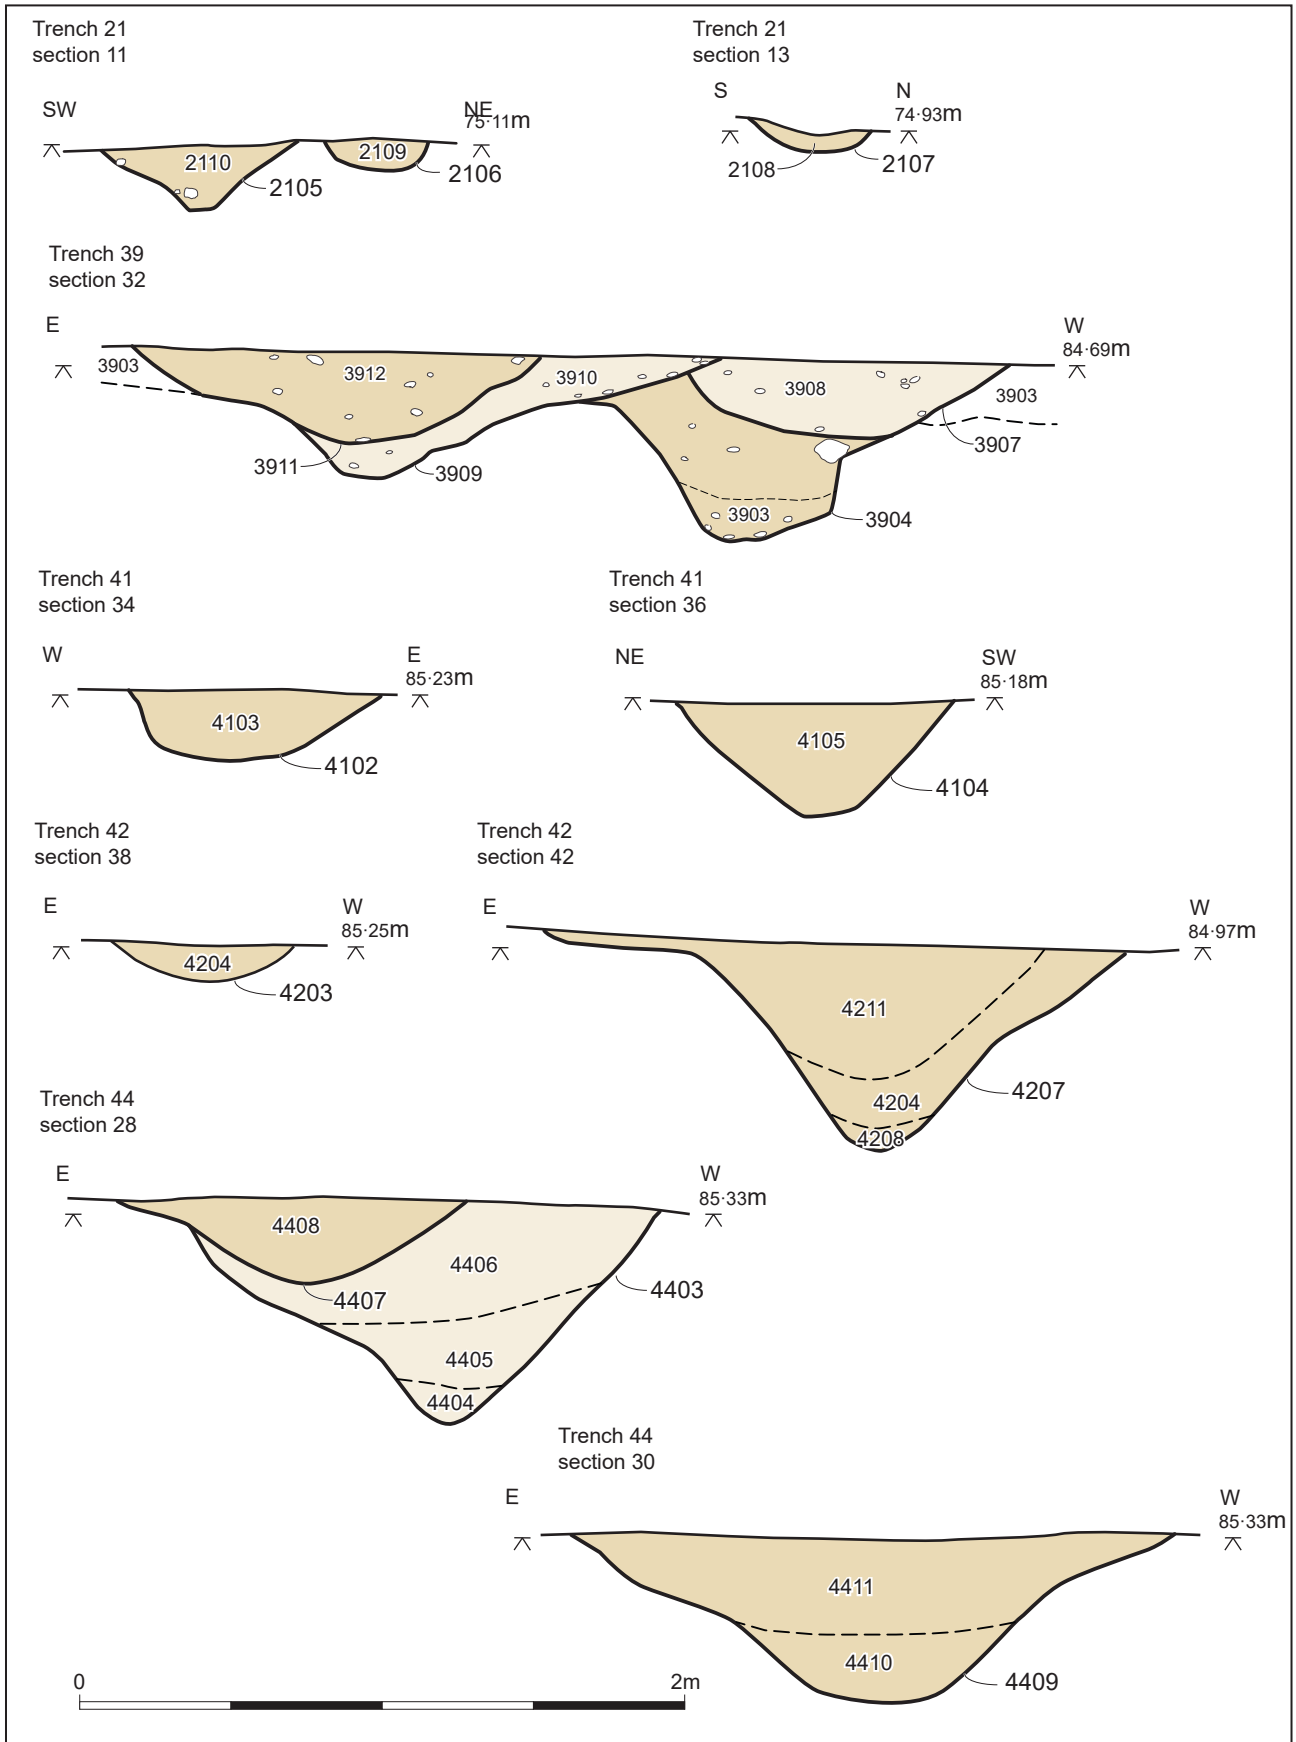 Trench 21
section 11
SW
NE
75·11m
2110
2109
2105
2106
Trench 21
section 13
S
N
74·93m
2108
2107
Trench 39
section 32
E
W
84·69m
3903
3912
3910
3908
3903
3907
3911
3909
3903
3904
Trench 41
section 34
W
E
85·23m
4103
4102
Trench 41
section 36
NE
SW
85·18m
4105
4104
Trench 42
section 38
E
W
85·25m
4204
4203
Trench 42
section 42
E
W
84·97m
4211
4204
4207
4208
Trench 44
section 28
E
W
85·33m
4408
4406
4407
4403
4405
4404
Trench 44
section 30
E
W
85·33m
4411
4410
4409
0
2m